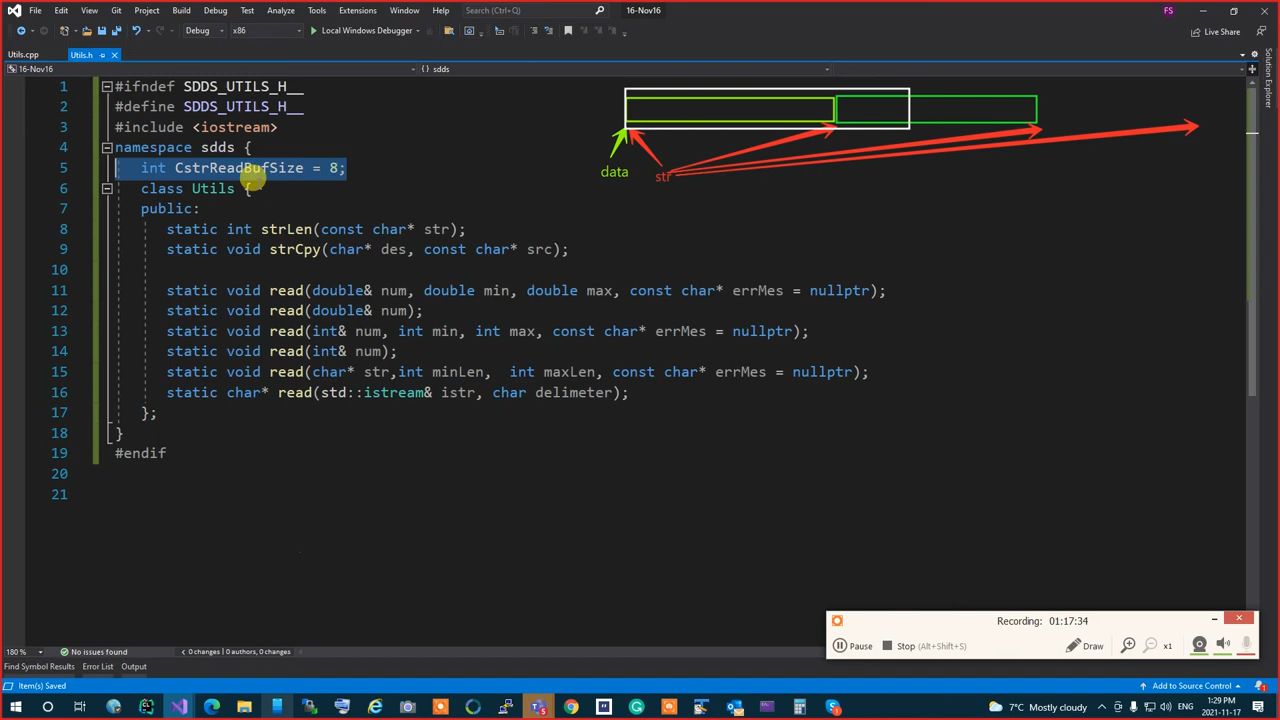 File Edit View Git Project Build Debug Test Analyze Tools Extensions Window Help Search (Ctrl+Q) 16-Nov16 FS
Debug x86 Local Windows Debugger Live Share
Utils.cpp Utils.h
16-Nov16 sdds
Solution Explorer
1 #ifndef SDDS_UTILS_H__
2 #define SDDS_UTILS_H__
3 #include <iostream>
4 namespace sdds {
5 int CstrReadBufSize = 8;
6 class Utils {
7 public:
8 static int strLen(const char* str);
9 static void strCpy(char* des, const char* src);
10
11 static void read(double& num, double min, double max, const char* errMes = nullptr);
12 static void read(double& num);
13 static void read(int& num, int min, int max, const char* errMes = nullptr);
14 static void read(int& num);
15 static void read(char* str,int minLen, int maxLen, const char* errMes = nullptr);
16 static char* read(std::istream& istr, char delimeter);
17 };
18 }
19 #endif
20
21
data
str
Recording: 01:17:34
Pause Stop (Alt+Shift+S) Draw x1
180 % No issues found 0 changes | 0 authors, 0 changes
Find Symbol Results Error List Output
Item(s) Saved Add to Source Control
7°C Mostly cloudy ENG 1:29 PM
2021-11-17